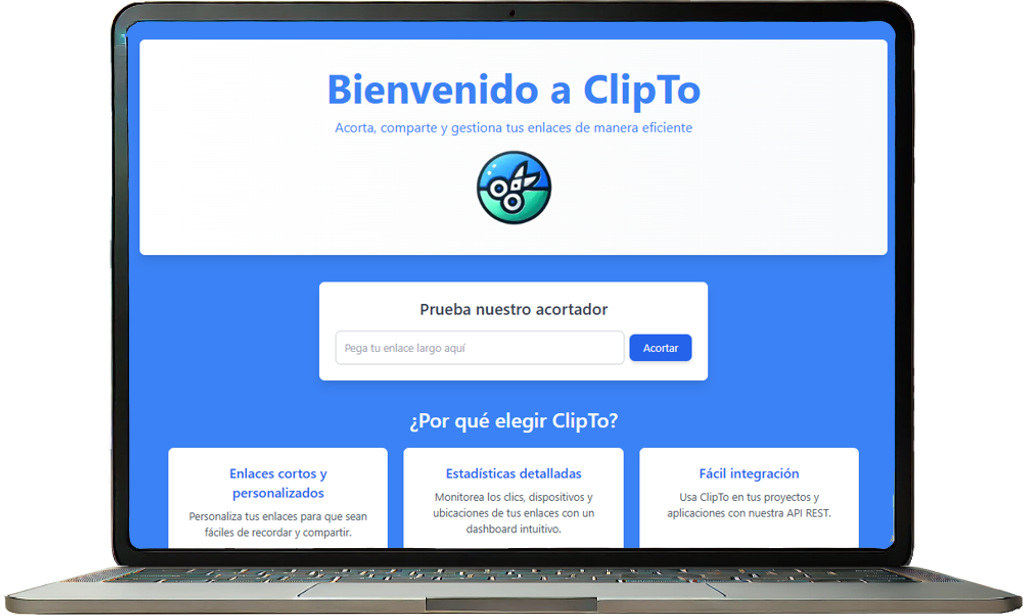 Bienvenido a ClipTo
Acorta, comparte y gestiona tus enlaces de manera eficiente
Prueba nuestro acortador
Pega tu enlace largo aquí
Acortar
¿Por qué elegir ClipTo?
Enlaces cortos y
personalizados
Personaliza tus enlaces para que sean
fáciles de recordar y compartir.
Estadísticas detalladas
Monitorea los clics, dispositivos y
ubicaciones de tus enlaces con un
dashboard intuitivo.
Fácil integración
Usa ClipTo en tus proyectos y
aplicaciones con nuestra API REST.